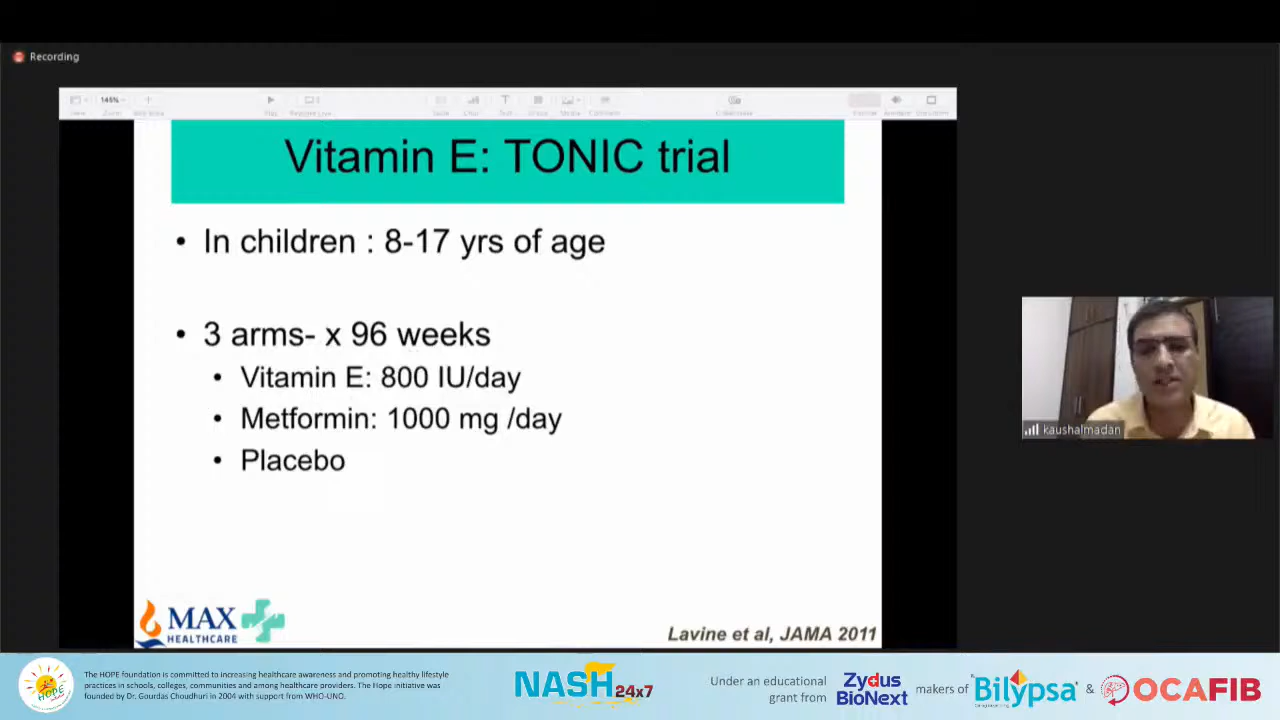 Recording
146%
Vitamin E: TONIC trial
• In children : 8-17 yrs of age
• 3 arms- x 96 weeks
• Vitamin E: 800 IU/day
• Metformin: 1000 mg /day
• Placebo
kaushalmadan
MAX
HEALTHCARE
Lavine et al, JAMA 2011
HOPE
The HOPE foundation is committed to increasing healthcare awareness and promoting healthy lifestyle
practices in schools, colleges, communities and among healthcare providers. The Hope initiative was
founded by Dr. Gourdas Choudhuri in 2004 with support from WHO-UNO.
NASH 24x7
Under an educational
grant from
Zydus
BioNext
makers of
Bilypsa
& OCAFIB